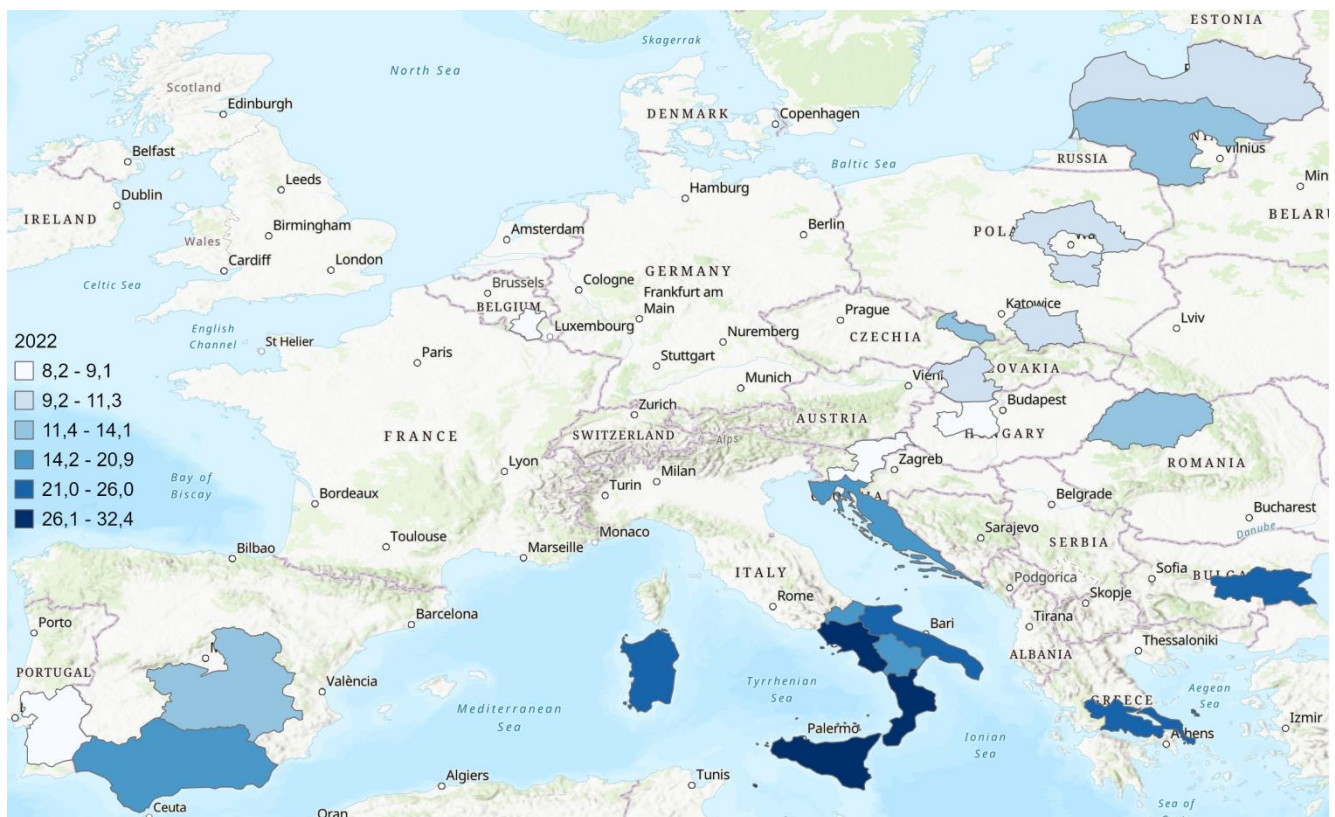 ESTONIA
Skagerrak
North Sea
Scotland
Edinburgh
DENMARK
Copenhagen
Belfast
Baltic Sea
RUSSIA
Vilnius
Leeds
Dublin
Hamburg
Min
IRELAND
Birmingham
BELARU
Wales
Amsterdam
Berlin
POLA
Cardiff
London
Celtic Sea
Brussels
Cologne
GERMANY
BELGIUM
Frankfurt am
Main
Katowice
Prague
Lviv
English
Channel
Luxembourg
CZECHIA
2022
St Helier
Nuremberg
Paris
Stuttgart
OVAKIA
8,2 - 9,1
Munich
Vieni
9,2 - 11,3
Zurich
AUSTRIA
Budapest
11,4 - 14,1
FRANCE
SWITZERLAND
Alps
H NGARY
14,2 - 20,9
Lyon
Zagreb
ROMANIA
21,0 - 26,0
Bay of
Biscay
Milan
Turin
26,1 - 32,4
Bordeaux
Belgrade
Bucharest
Danube
Toulouse
Monaco
Sarajevo
SERBIA
Bilbao
Marseille
ITALY
Podgorica
Sofia
BULGA
Rome
Skopje
Porto
Barcelona
Bari
Tirana
Thessaloniki
M
ALBANIA
PORTUGAL
València
Tyrrhenian
Sea
GREECE
Aegean
Sea
Mediterranean
Sea
Palermo
Ionian
Sea
Athens
Izmir
Algiers
Tunis
Ceuta
Oran
Sea of